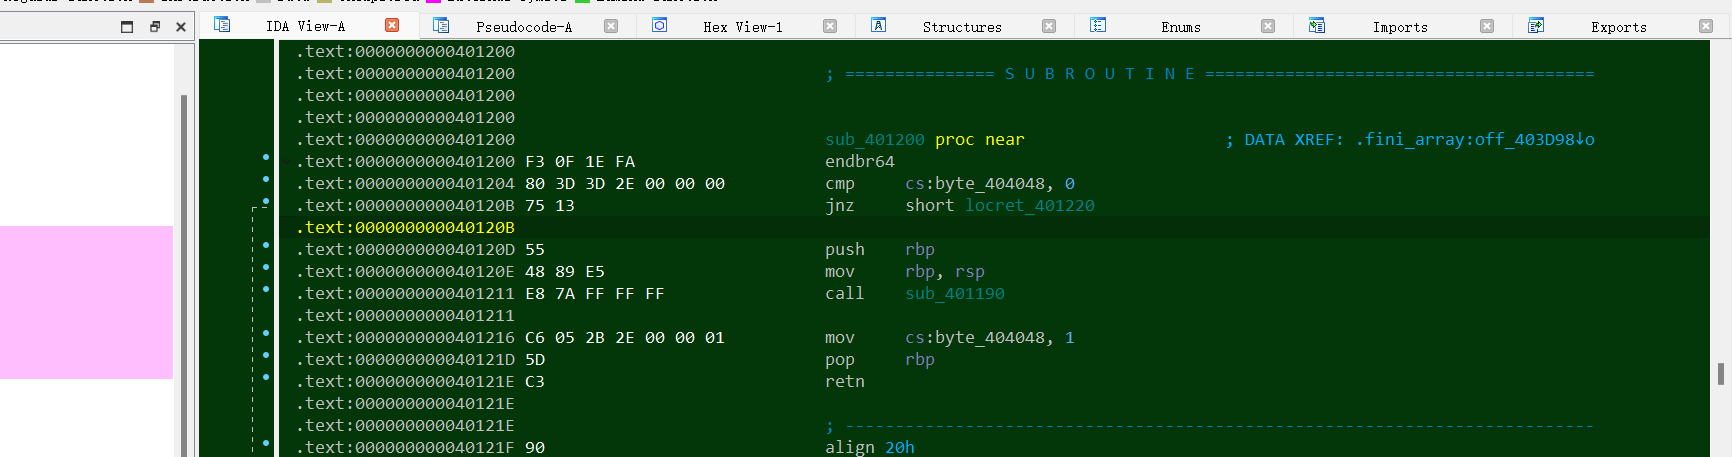 IDA View-A Pseudocode-A Hex View-1 Structures Enums Imports Exports
.text:0000000000401200
.text:0000000000401200 ; =============== S U B R O U T I N E =======================================
.text:0000000000401200
.text:0000000000401200
.text:0000000000401200 sub_401200 proc near ; DATA XREF: .fini_array:off_403D98↓o
.text:0000000000401200 F3 0F 1E FA endbr64
.text:0000000000401204 80 3D 3D 2E 00 00 00 cmp cs:byte_404048, 0
.text:000000000040120B 75 13 jnz short locret_401220
.text:000000000040120B
.text:000000000040120D 55 push rbp
.text:000000000040120E 48 89 E5 mov rbp, rsp
.text:0000000000401211 E8 7A FF FF FF call sub_401190
.text:0000000000401211
.text:0000000000401216 C6 05 2B 2E 00 00 01 mov cs:byte_404048, 1
.text:000000000040121D 5D pop rbp
.text:000000000040121E C3 retn
.text:000000000040121E
.text:000000000040121E ; ---------------------------------------------------------------------------
.text:000000000040121F 90 align 20h